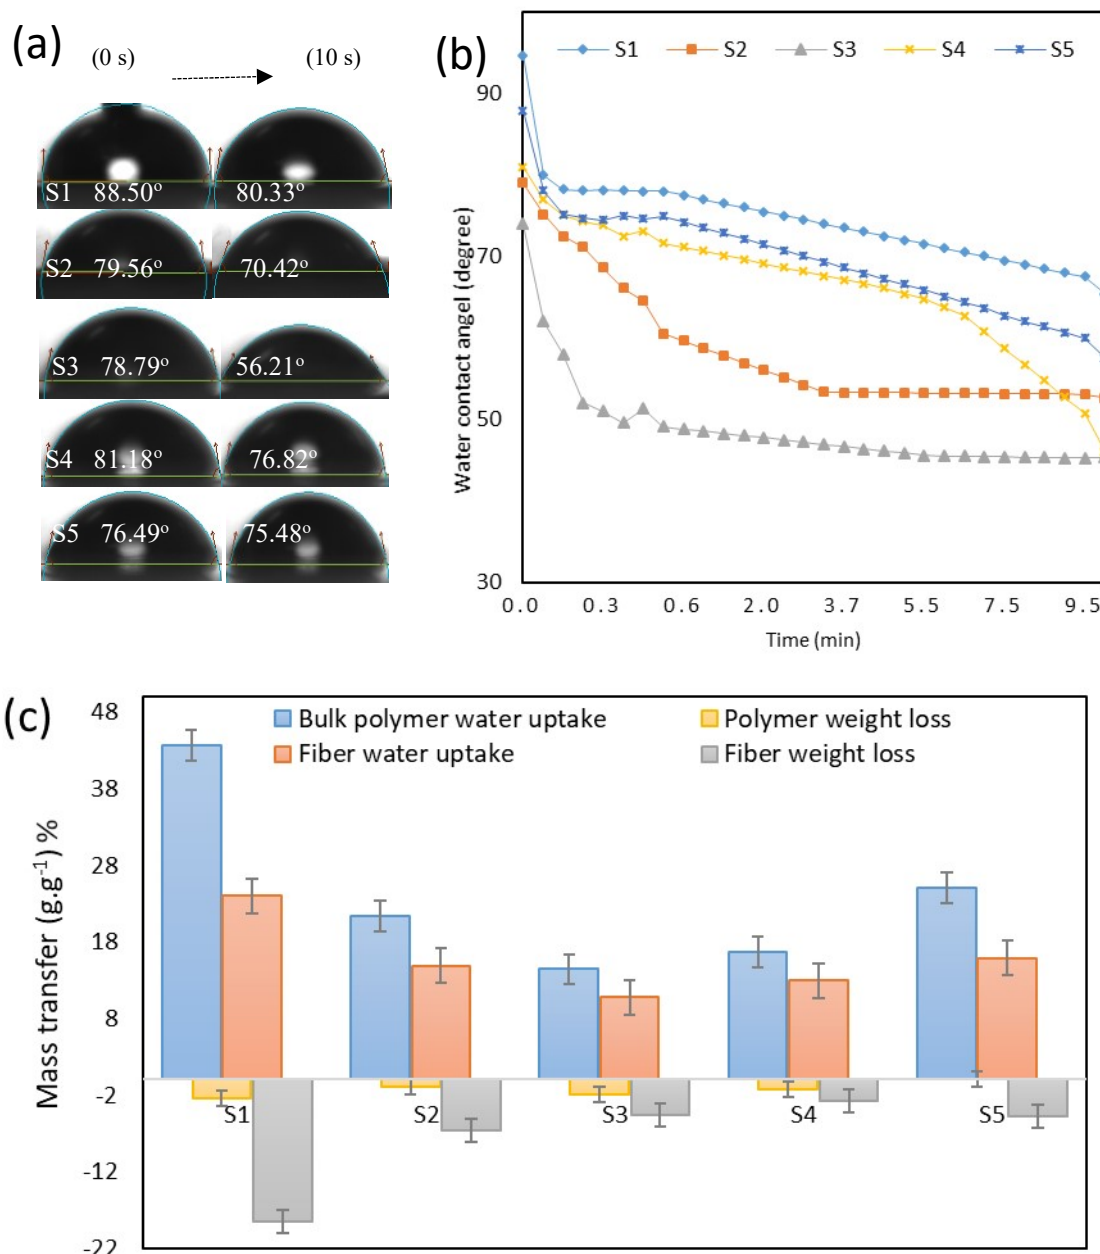 (a)
(0 s) (10 s)
S1 88.50° 80.33°
S2 79.56° 70.42°
S3 78.79° 56.21°
S4 81.18° 76.82°
S5 76.49° 75.48°
(b)
S1 S2 S3 S4 S5
Water contact angel (degree)
90
70
50
30
0.0 0.3 0.6 2.0 3.7 5.5 7.5 9.5
Time (min)
(c)
Bulk polymer water uptake Polymer weight loss
Fiber water uptake Fiber weight loss
Mass transfer (g.g⁻¹) %
48
38
28
18
8
-2
-12
-22
S1 S2 S3 S4 S5